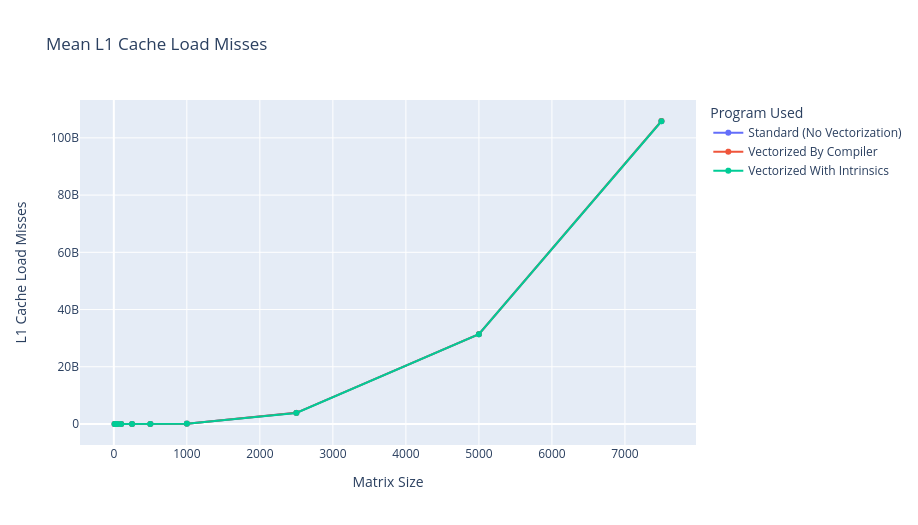 Mean L1 Cache Load Misses
Program Used
Standard (No Vectorization)
Vectorized By Compiler
Vectorized With Intrinsics
L1 Cache Load Misses
100B
80B
60B
40B
20B
0
0 1000 2000 3000 4000 5000 6000 7000
Matrix Size